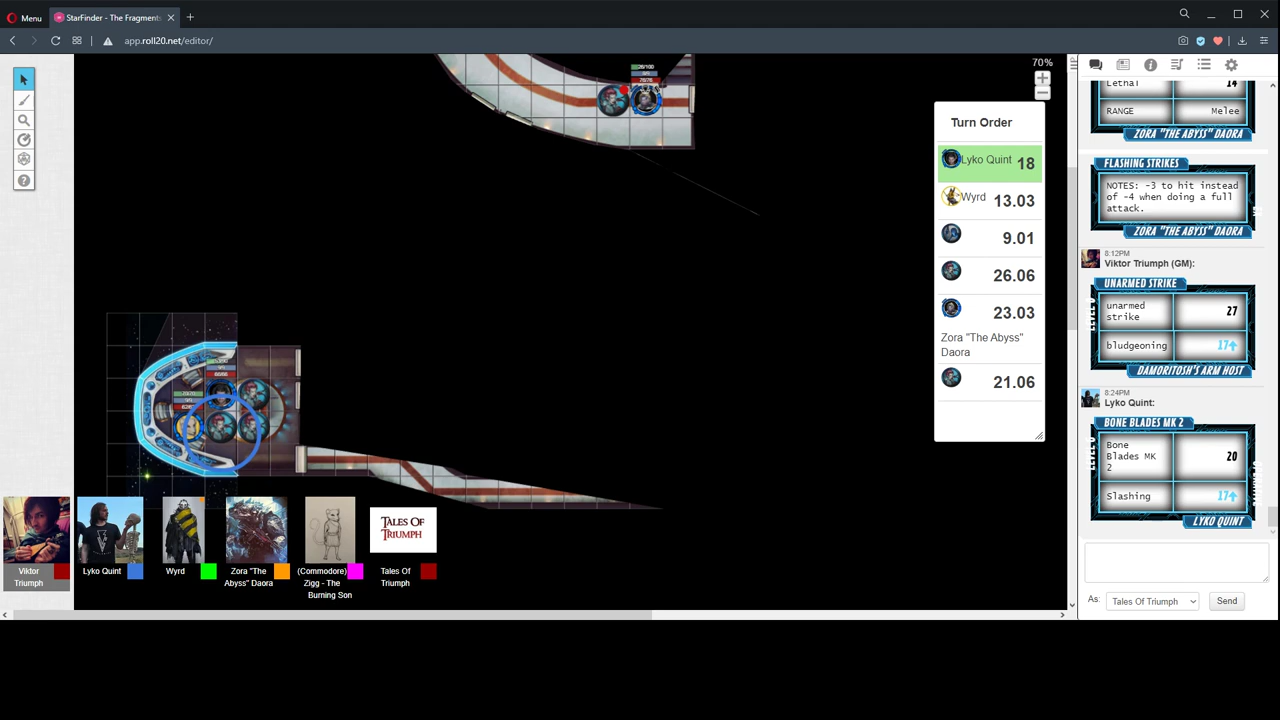 Menu
StarFinder - The Fragments
app.roll20.net/editor/
70%
Turn Order
Lyko Quint 18
Wyrd 13.03
9.01
26.06
23.03
Zora "The Abyss"
Daora
21.06
Lethal 14
RANGE Melee
ZORA "THE ABYSS" DAORA
FLASHING STRIKES
NOTES: -3 to hit instead
of -4 when doing a full
attack.
ZORA "THE ABYSS" DAORA
8:12PM
Viktor Triumph (GM):
UNARMED STRIKE
unarmed
strike
27
bludgeoning 17
DAMORITOSH'S ARM HOST
8:24PM
Lyko Quint:
BONE BLADES MK 2
Bone
Blades MK
2
20
Slashing 17
LYKO QUINT
As: Tales Of Triumph
Send
Viktor
Triumph
Lyko Quint
Wyrd
Zora "The
Abyss" Daora
(Commodore)
Zigg - The
Burning Son
TALES OF
TRIUMPH
Tales Of
Triumph